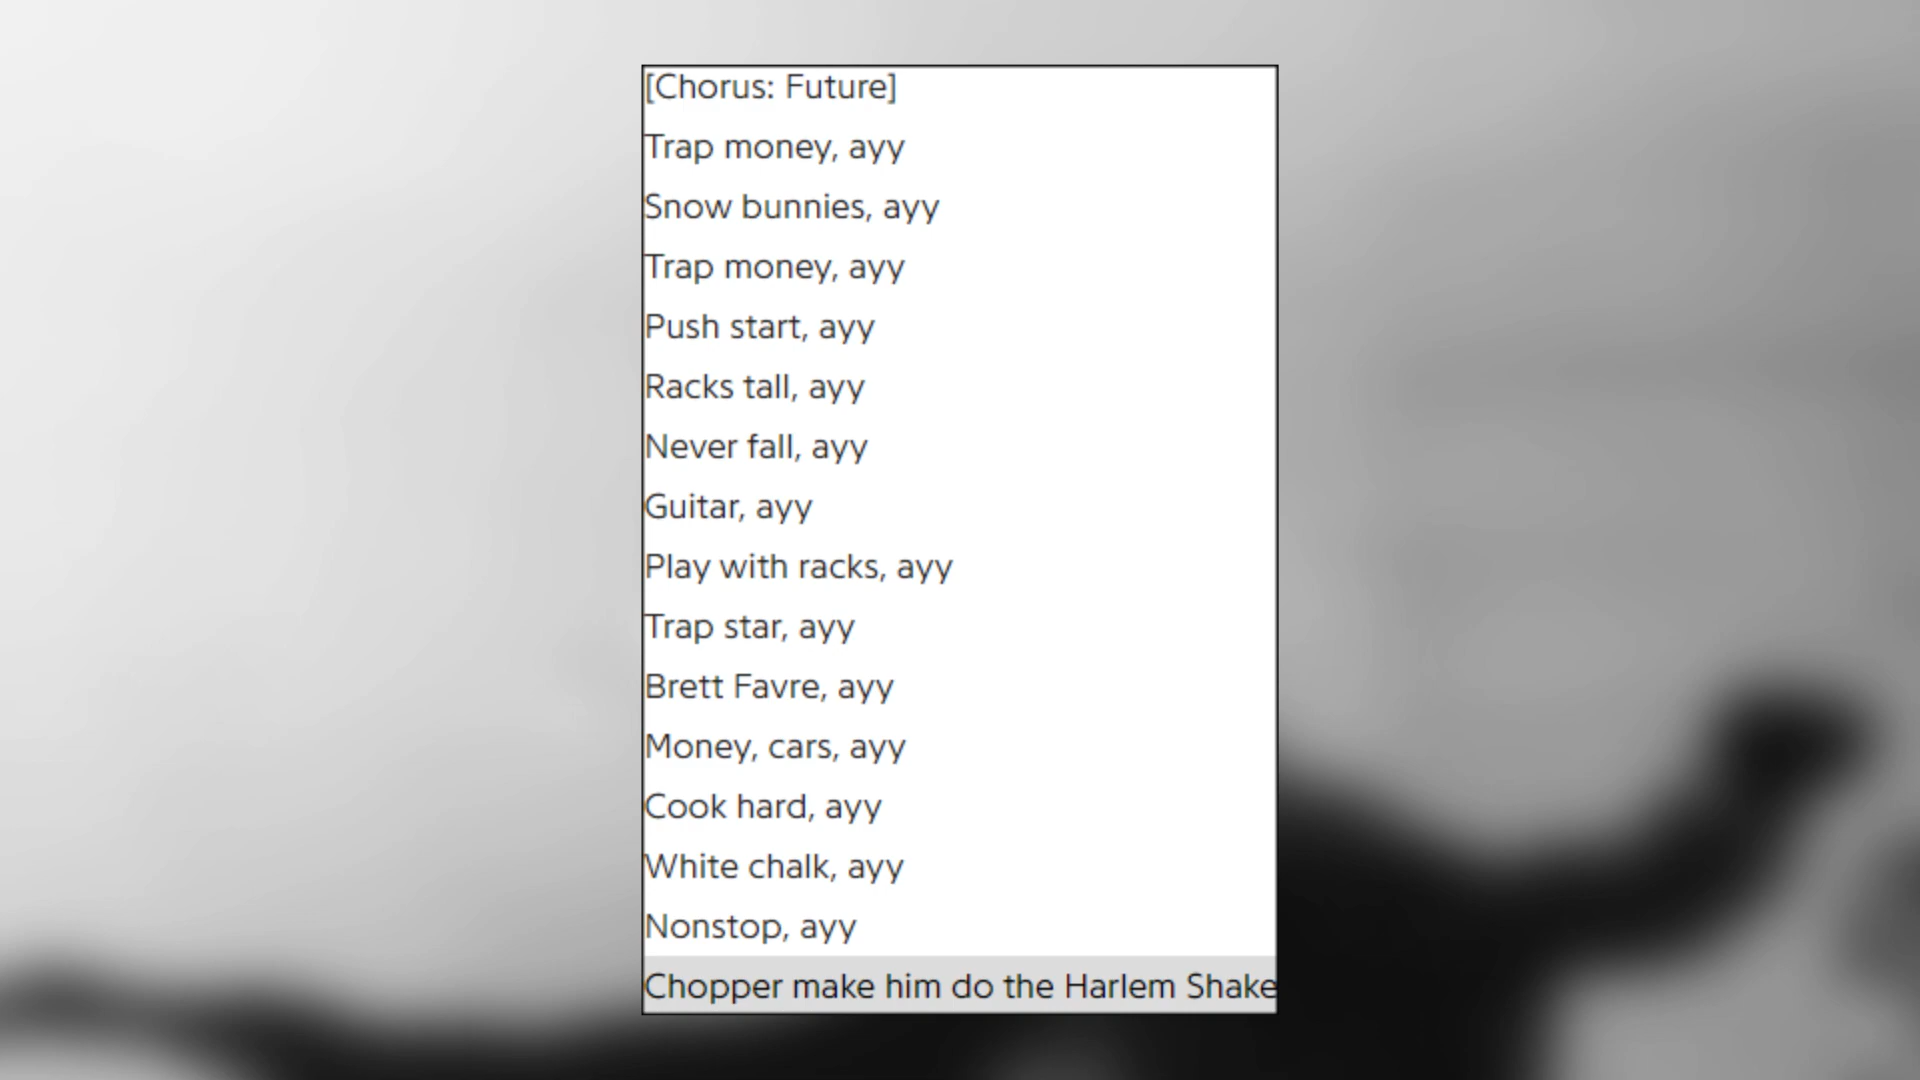 [Chorus: Future]
Trap money, ayy
Snow bunnies, ayy
Trap money, ayy
Push start, ayy
Racks tall, ayy
Never fall, ayy
Guitar, ayy
Play with racks, ayy
Trap star, ayy
Brett Favre, ayy
Money, cars, ayy
Cook hard, ayy
White chalk, ayy
Nonstop, ayy
Chopper make him do the Harlem Shake